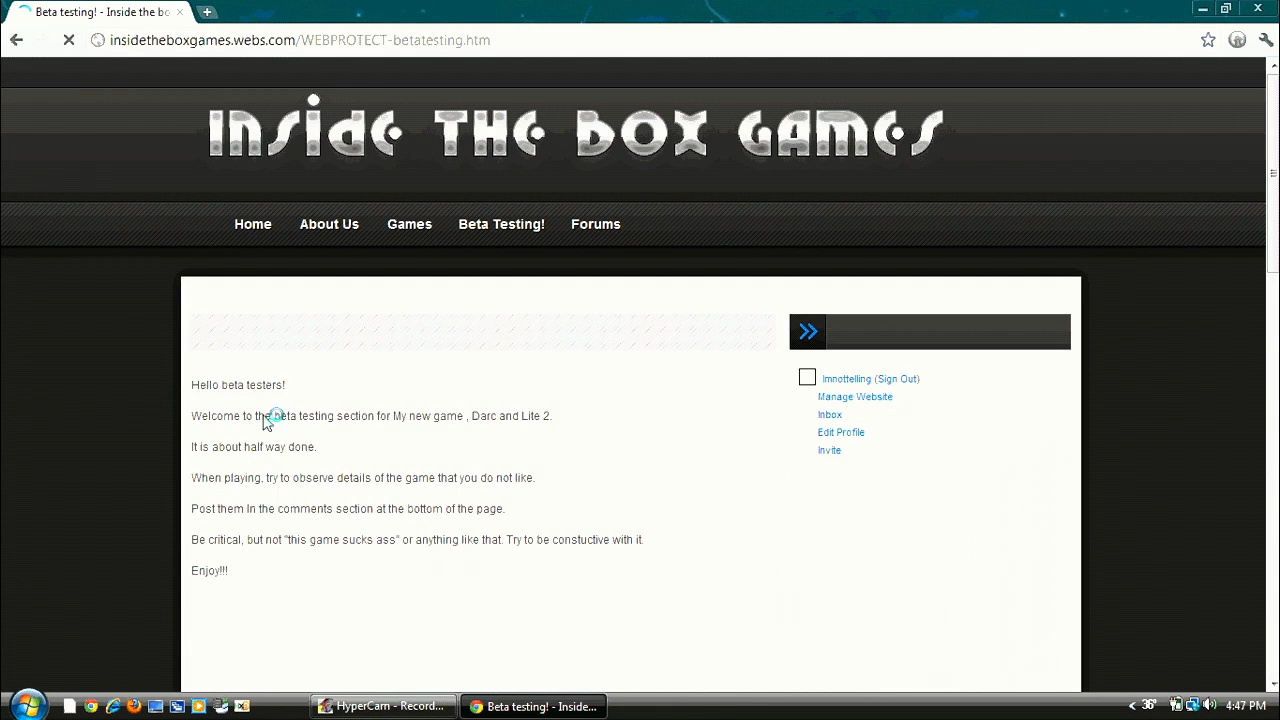 Beta testing! - Inside the bo
insidetheboxgames.webs.com/WEBPROTECT-betatesting.htm
Inside The Box Games
Home About Us Games Beta Testing! Forums
Hello beta testers!
Welcome to the beta testing section for My new game , Darc and Lite 2.
It is about half way done.
When playing, try to observe details of the game that you do not like.
Post them In the comments section at the bottom of the page.
Be critical, but not "this game sucks ass" or anything like that. Try to be constuctive with it.
Enjoy!!!
Imnottelling (Sign Out)
Manage Website
Inbox
Edit Profile
Invite
HyperCam - Record... Beta testing! - Inside... 36° 4:47 PM